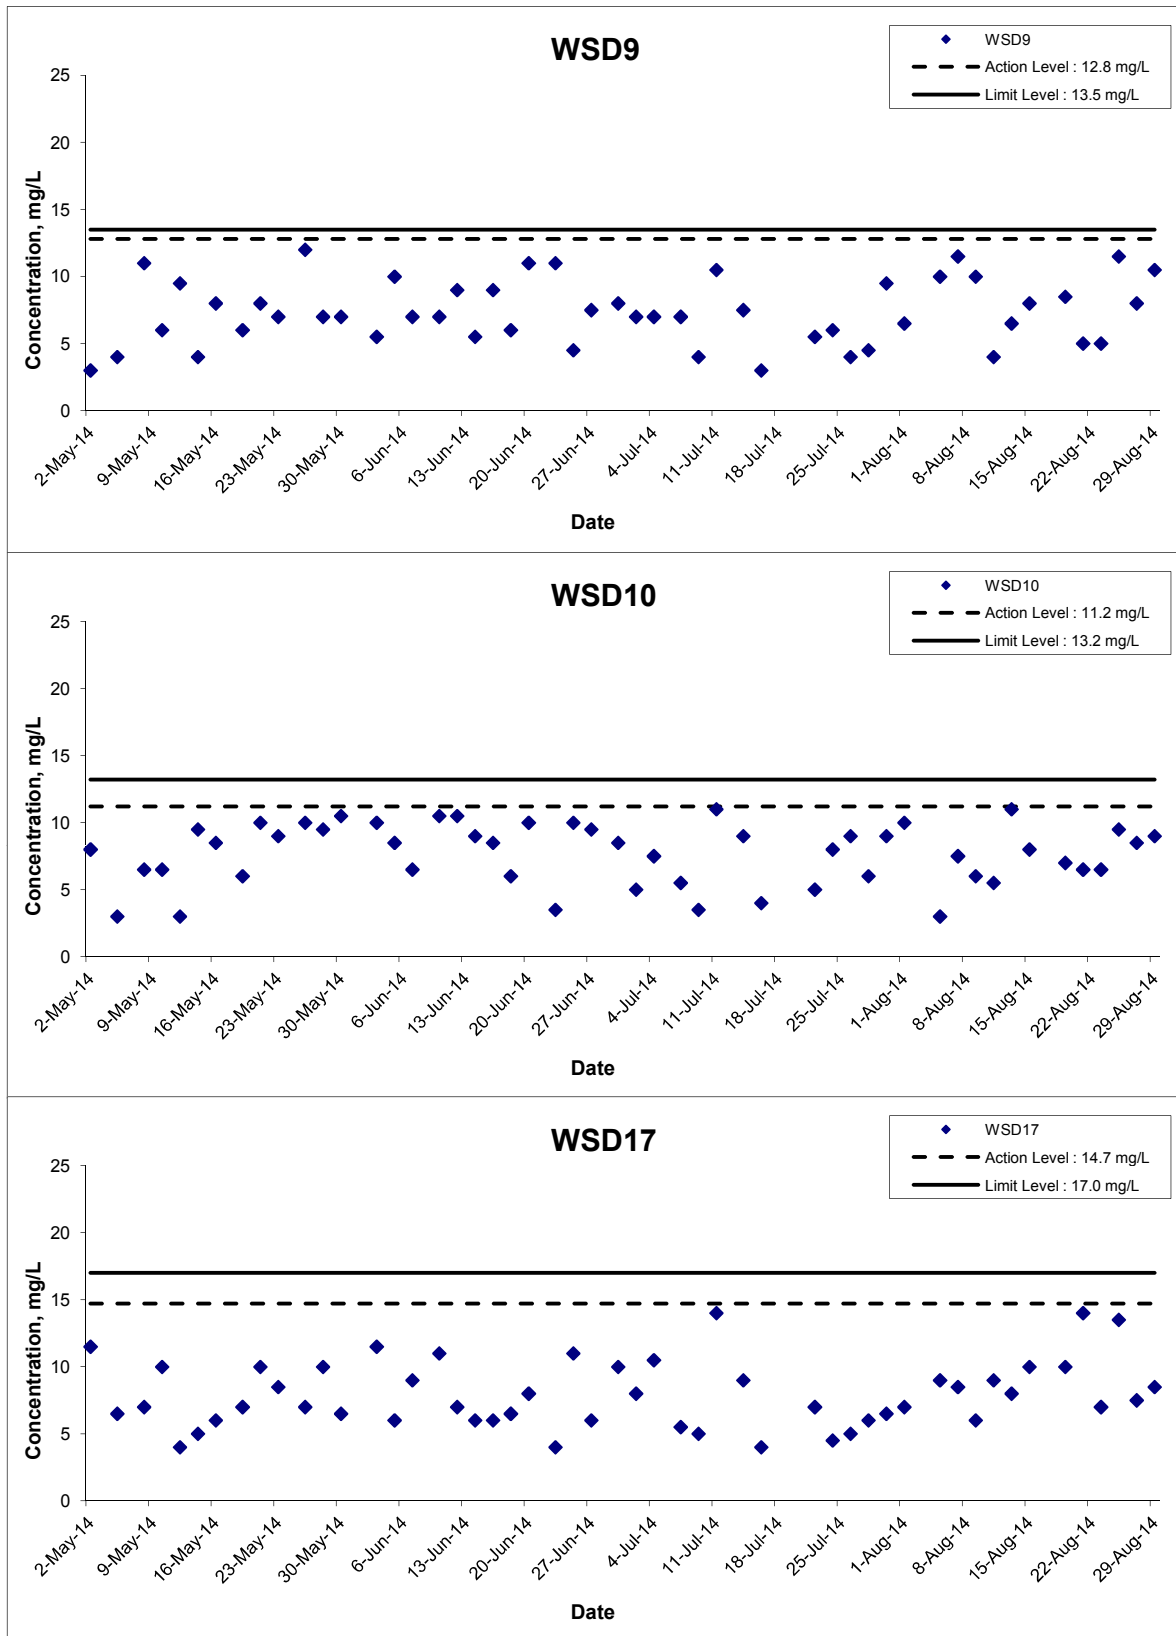 WSD9
WSD9
Action Level : 12.8 mg/L
Limit Level : 13.5 mg/L
Concentration, mg/L
25
20
15
10
5
0
2-May-14
9-May-14
16-May-14
23-May-14
30-May-14
6-Jun-14
13-Jun-14
20-Jun-14
27-Jun-14
4-Jul-14
11-Jul-14
18-Jul-14
25-Jul-14
1-Aug-14
8-Aug-14
15-Aug-14
22-Aug-14
29-Aug-14
Date
WSD10
WSD10
Action Level : 11.2 mg/L
Limit Level : 13.2 mg/L
Concentration, mg/L
25
20
15
10
5
0
2-May-14
9-May-14
16-May-14
23-May-14
30-May-14
6-Jun-14
13-Jun-14
20-Jun-14
27-Jun-14
4-Jul-14
11-Jul-14
18-Jul-14
25-Jul-14
1-Aug-14
8-Aug-14
15-Aug-14
22-Aug-14
29-Aug-14
Date
WSD17
WSD17
Action Level : 14.7 mg/L
Limit Level : 17.0 mg/L
Concentration, mg/L
25
20
15
10
5
0
2-May-14
9-May-14
16-May-14
23-May-14
30-May-14
6-Jun-14
13-Jun-14
20-Jun-14
27-Jun-14
4-Jul-14
11-Jul-14
18-Jul-14
25-Jul-14
1-Aug-14
8-Aug-14
15-Aug-14
22-Aug-14
29-Aug-14
Date